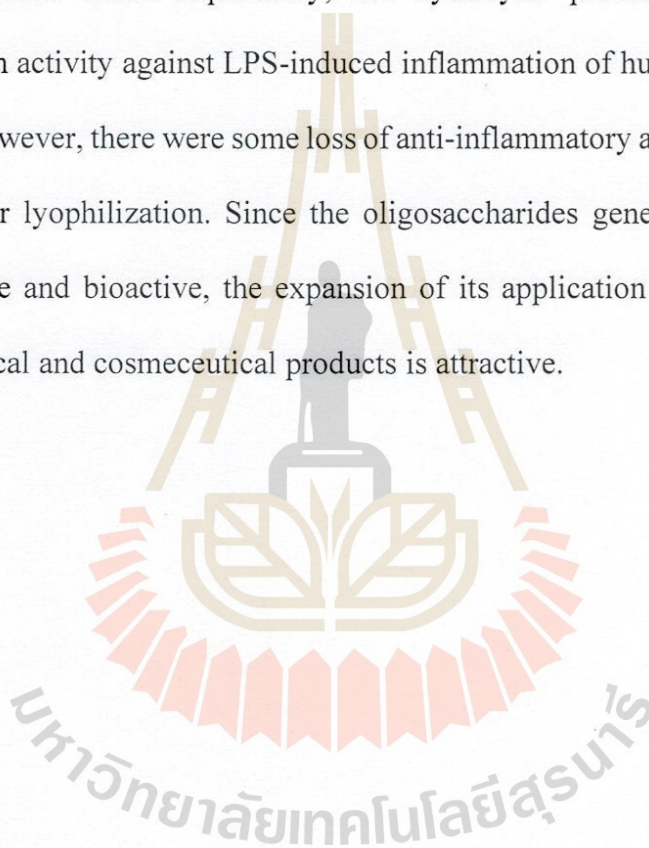 n activity against LPS-induced inflammation of hu
wever, there were some loss of anti-inflammatory a
r lyophilization. Since the oligosaccharides gene
e and bioactive, the expansion of its application
cal and cosmeceutical products is attractive.
มหาวิทยาลัยเทคโนโลยีสุรนารี